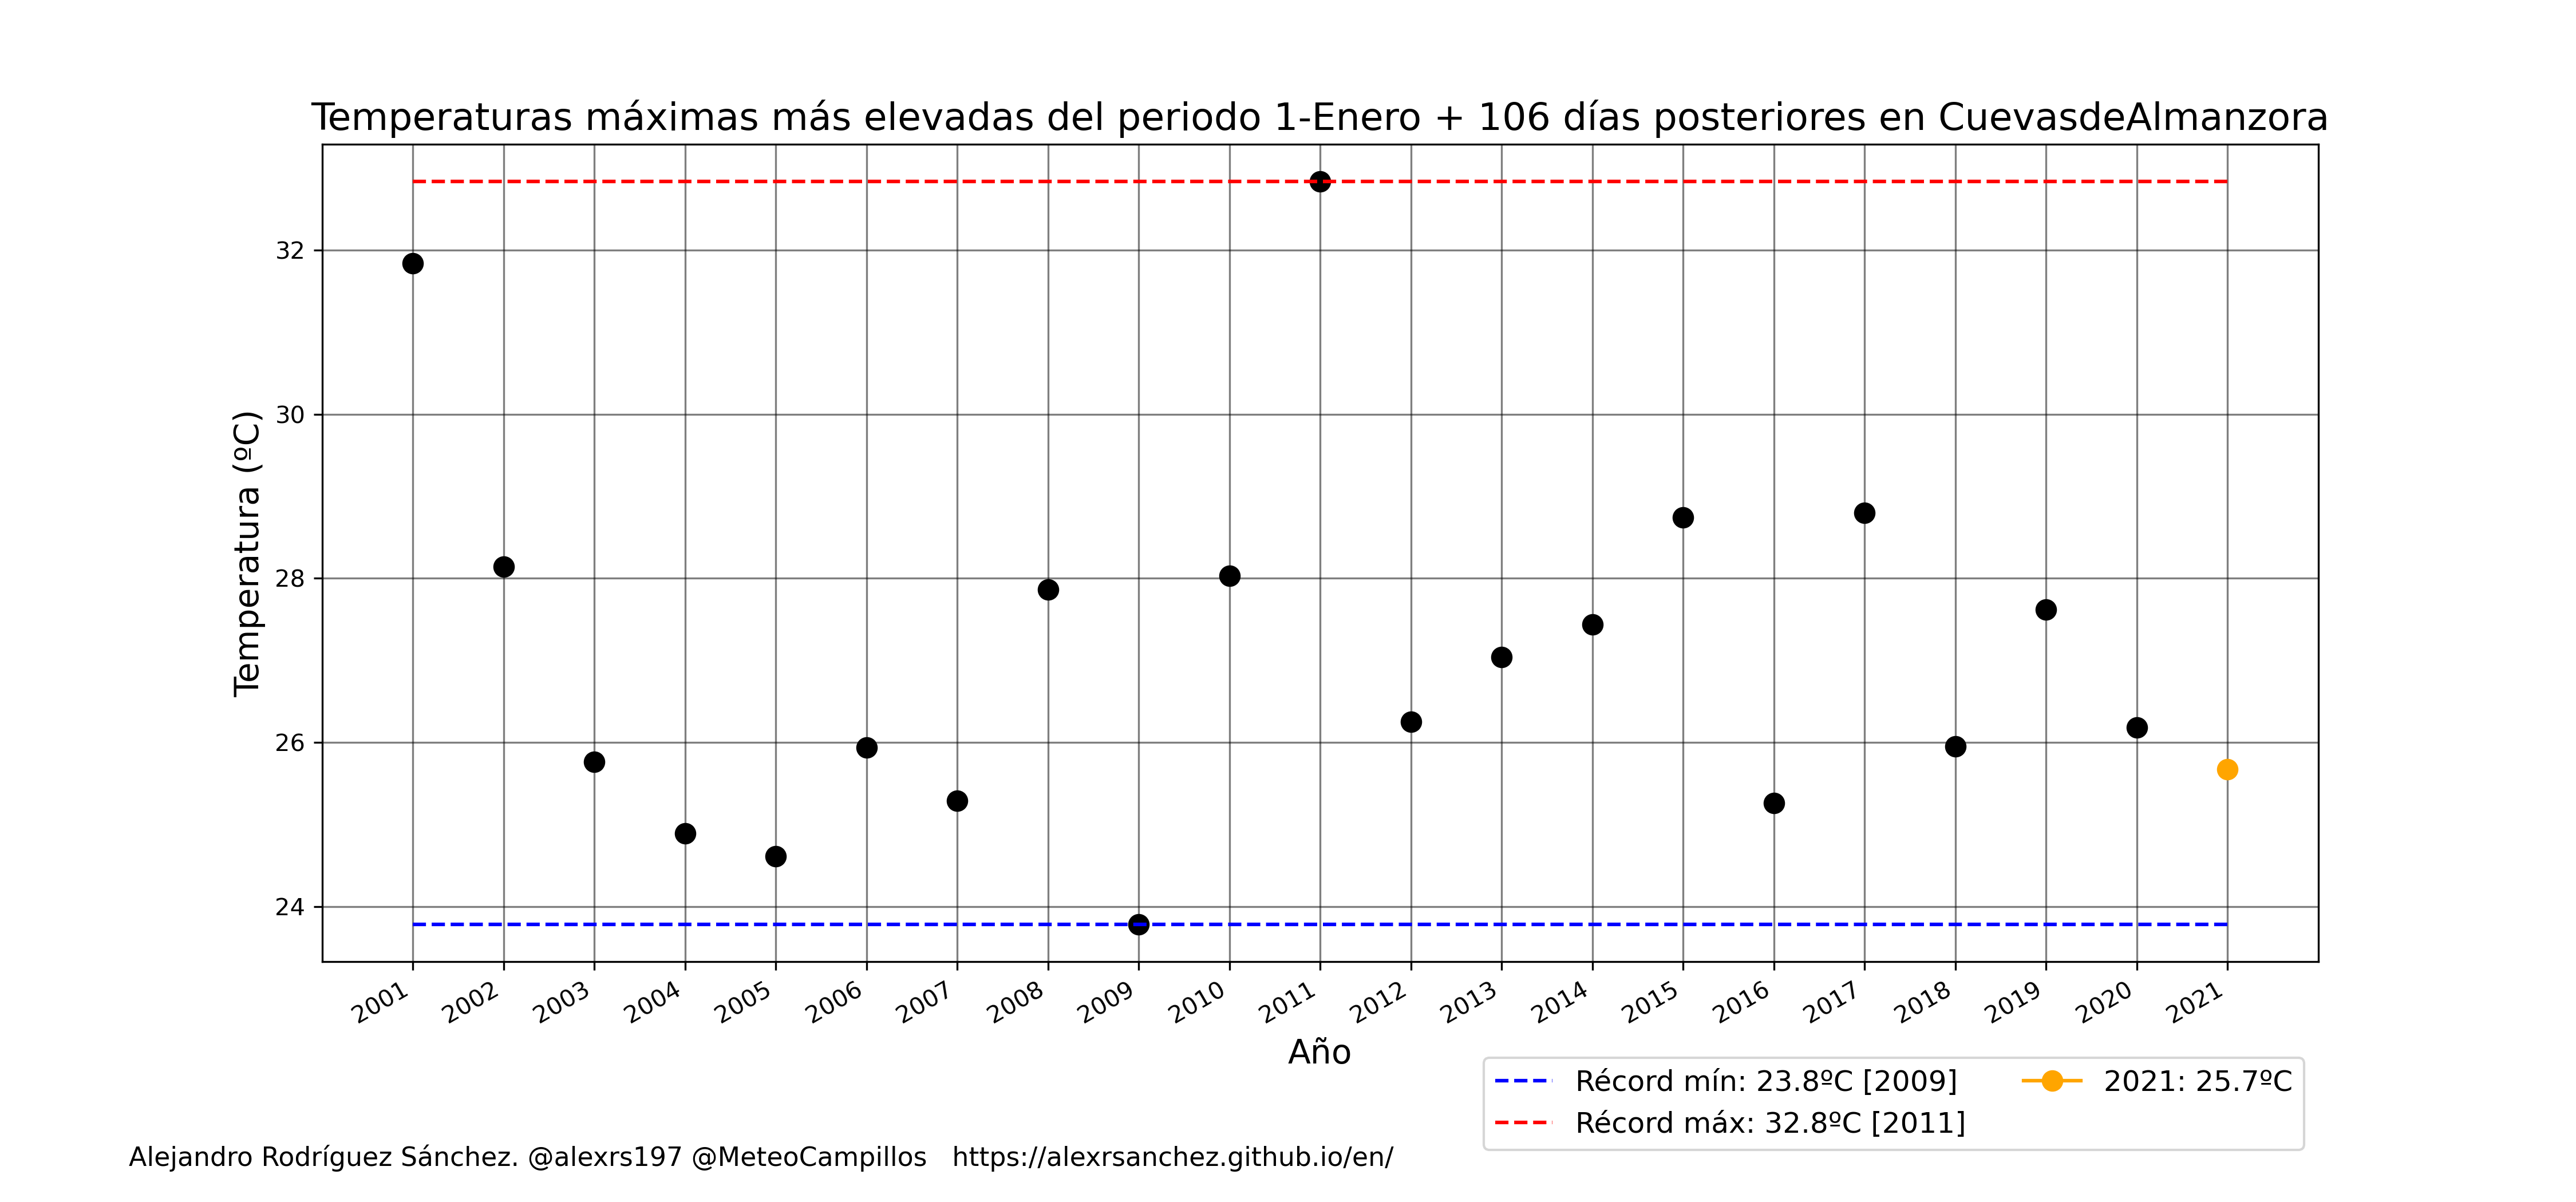 Temperaturas máximas más elevadas del periodo 1-Enero + 106 días posteriores en CuevasdeAlmanzora
Temperatura (ºC)
32
30
28
26
24
2001 2002 2003 2004 2005 2006 2007 2008 2009 2010 2011 2012 2013 2014 2015 2016 2017 2018 2019 2020 2021
Año
Récord mín: 23.8ºC [2009]
Récord máx: 32.8ºC [2011]
2021: 25.7ºC
Alejandro Rodríguez Sánchez. @alexrs197 @MeteoCampillos https://alexrsanchez.github.io/en/